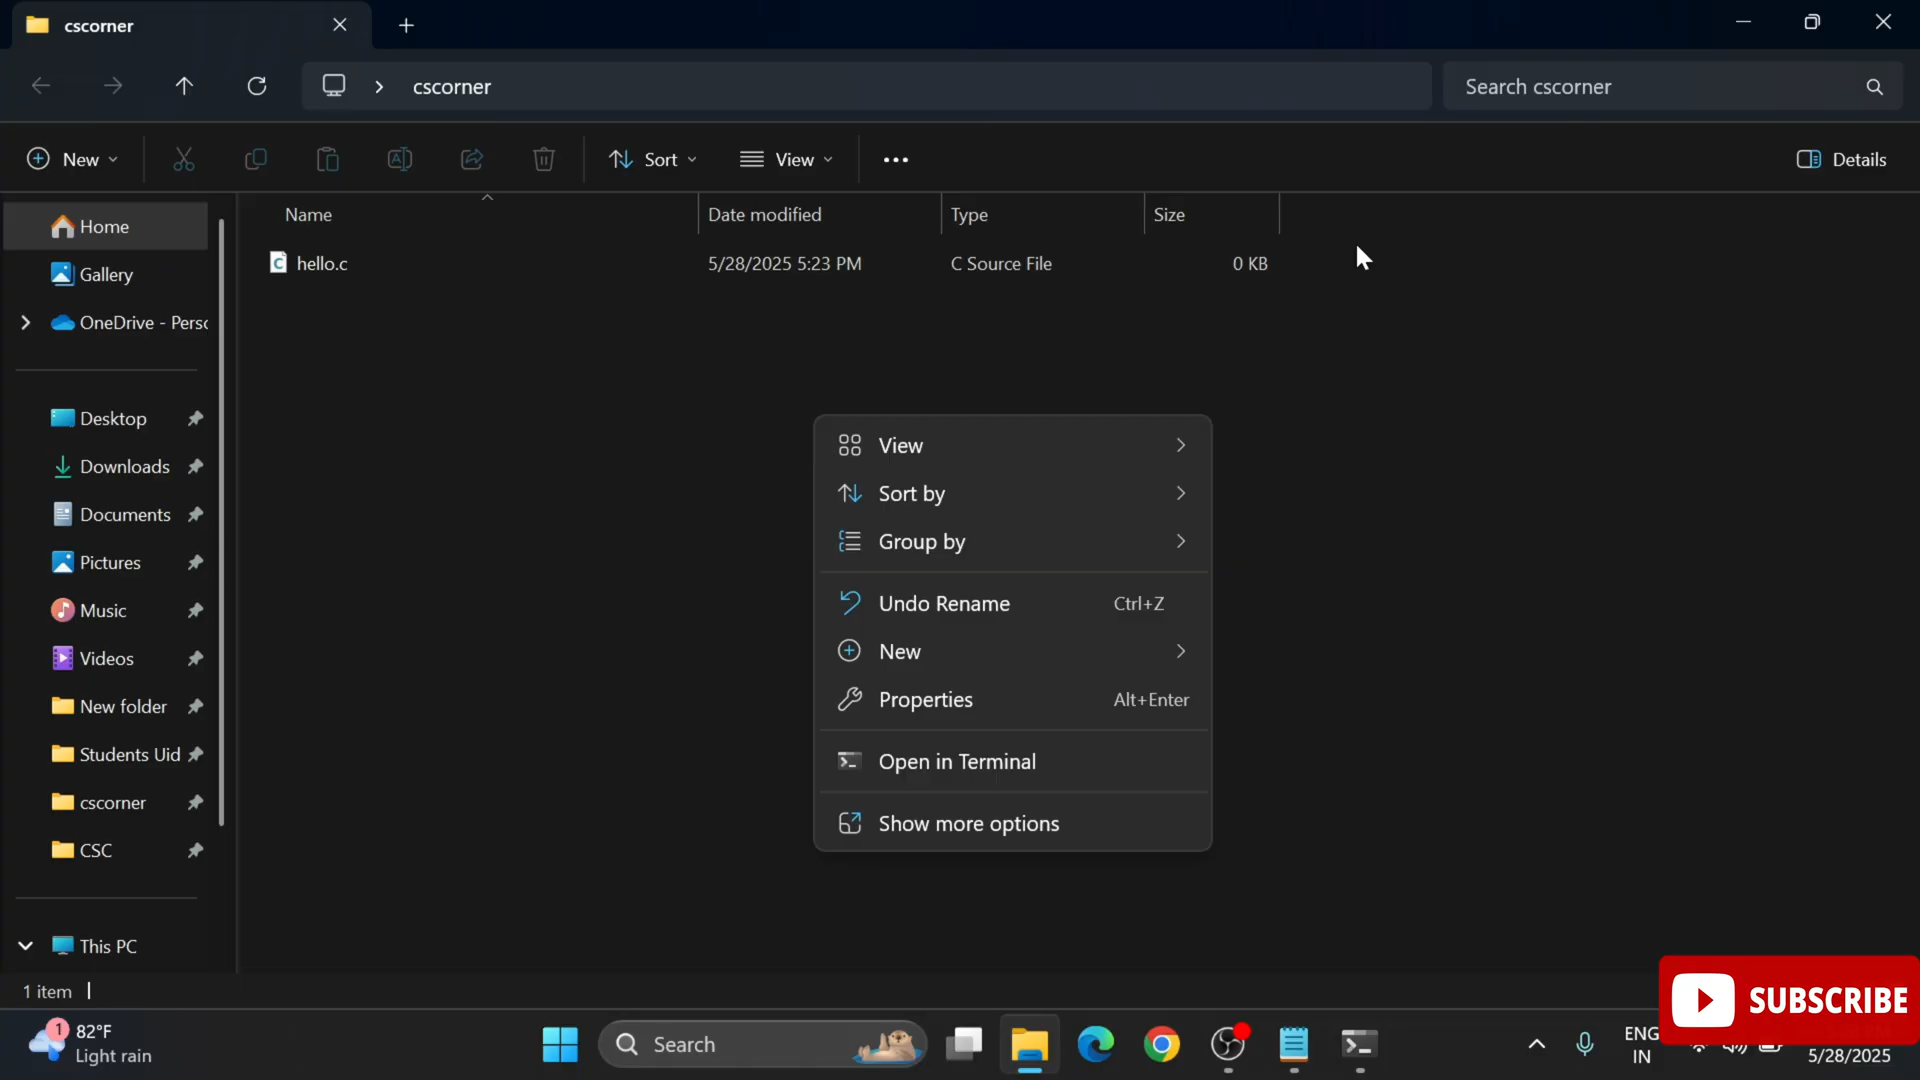 cscorner
cscorner
Search cscorner
New
Sort
View
Details
Name
Date modified
Type
Size
hello.c
5/28/2025 5:23 PM
C Source File
0 KB
Home
Gallery
OneDrive - Perso
Desktop
Downloads
Documents
Pictures
Music
Videos
New folder
Students Uid
cscorner
CSC
This PC
View
Sort by
Group by
Undo Rename Ctrl+Z
New
Properties Alt+Enter
Open in Terminal
Show more options
1 item
SUBSCRIBE
1
82°F
Light rain
Search
ENG
IN
5/28/2025